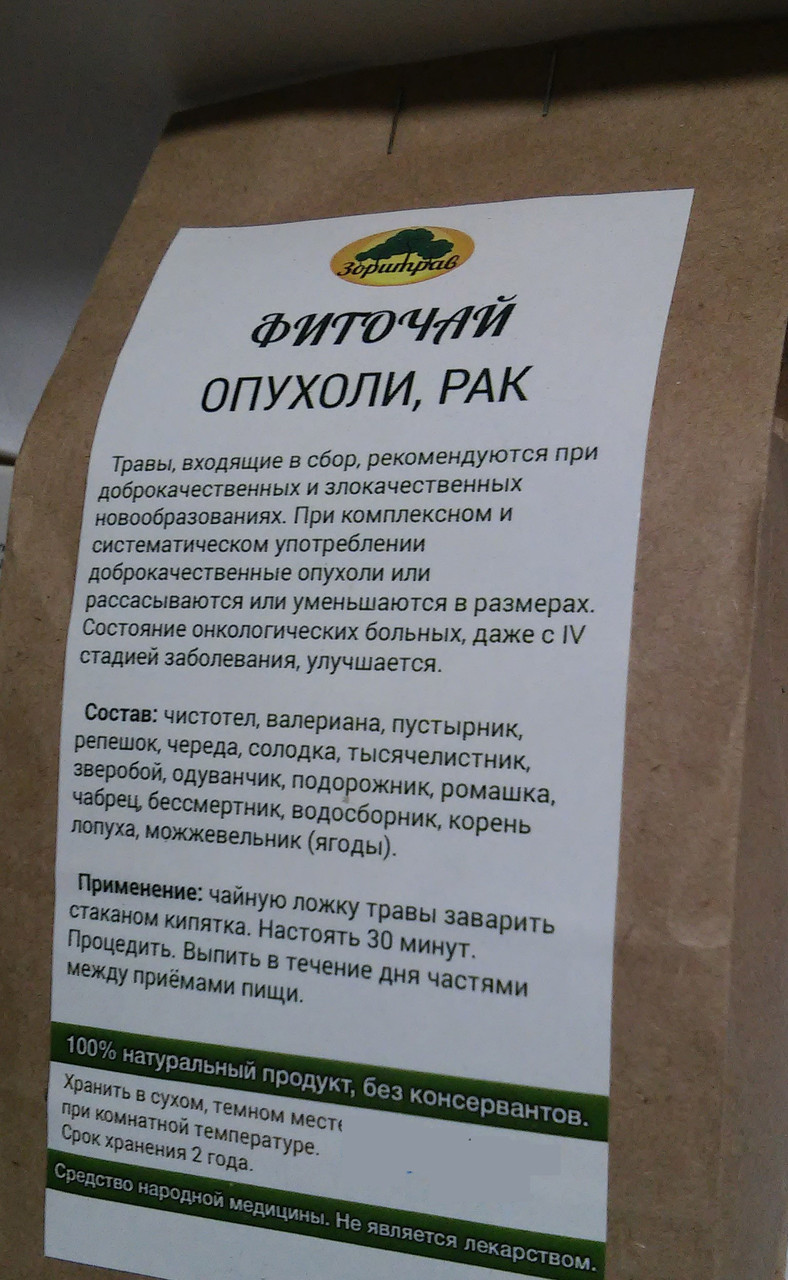 Зоритрав
ФИТОЧАЙ
ОПУХОЛИ, РАК
Травы, входящие в сбор, рекомендуются при
доброкачественных и злокачественных
новообразованиях. При комплексном и
систематическом употреблении
доброкачественные опухоли или
рассасываются или уменьшаются в размерах.
Состояние онкологических больных, даже с IV
стадией заболевания, улучшается.
Состав: чистотел, валериана, пустырник,
репешок, череда, солодка, тысячелистник,
зверобой, одуванчик, подорожник, ромашка,
чабрец, бессмертник, водосборник, корень
лопуха, можжевельник (ягоды).
Применение: чайную ложку травы заварить
стаканом кипятка. Настоять 30 минут.
Процедить. Выпить в течение дня частями
между приёмами пищи.
100% натуральный продукт, без консервантов.
Хранить в сухом, темном месте
при комнатной температуре.
Срок хранения 2 года.
Средство народной медицины. Не является лекарством.